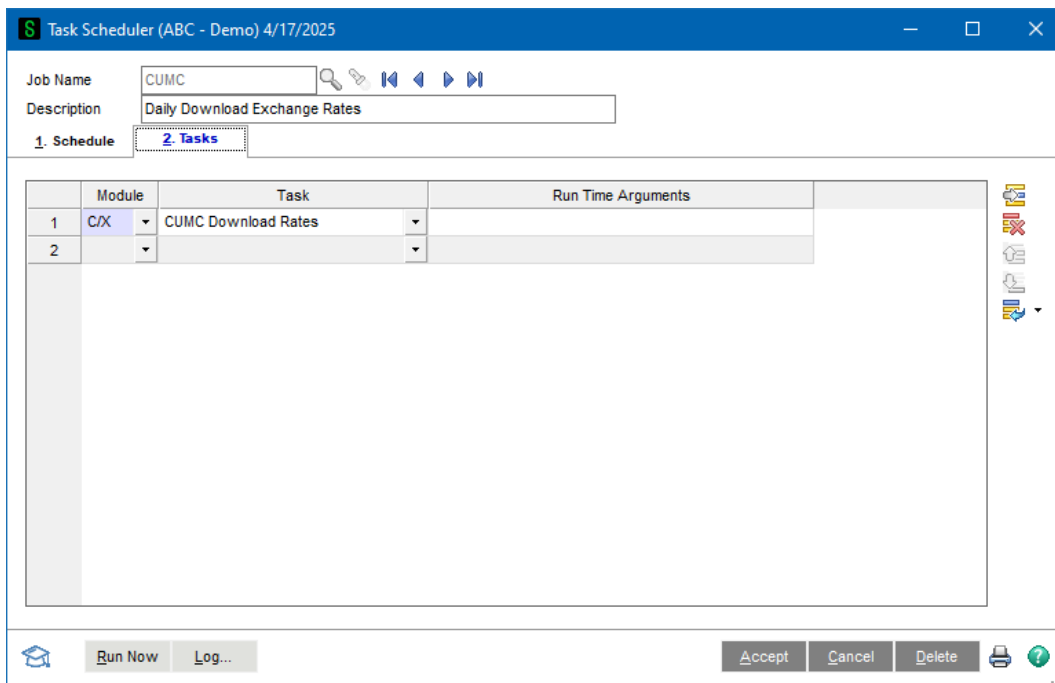 S Task Scheduler (ABC - Demo) 4/17/2025
Job Name CUMC
Description Daily Download Exchange Rates
1. Schedule 2. Tasks
Module Task Run Time Arguments
1 C/X CUMC Download Rates
2
Run Now Log... Accept Cancel Delete ?